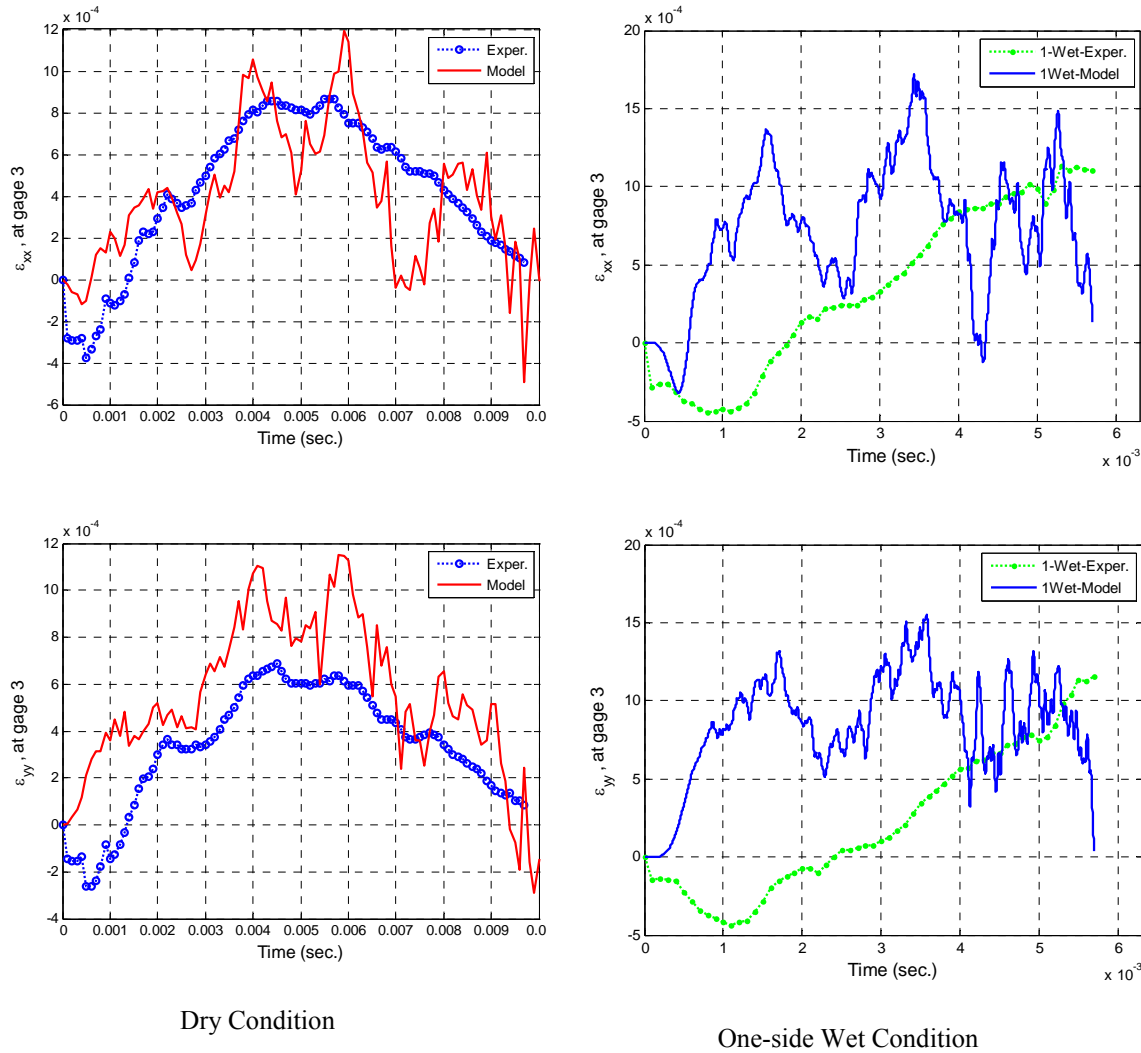 x 10-4
12
10
8
6
4
2
0
-2
-4
-6
εxx, at gage 3
Exper.
Model
0 0.001 0.002 0.003 0.004 0.005 0.006 0.007 0.008 0.009 0.0
Time (sec.)
x 10-4
20
15
10
5
0
-5
εxx, at gage 3
1-Wet-Exper.
1Wet-Model
0 1 2 3 4 5 6
Time (sec.)
x 10-3
x 10-4
12
10
8
6
4
2
0
-2
-4
εyy, at gage 3
Exper.
Model
0 0.001 0.002 0.003 0.004 0.005 0.006 0.007 0.008 0.009 0.0
Time (sec.)
x 10-4
20
15
10
5
0
-5
εyy, at gage 3
1-Wet-Exper.
1Wet-Model
0 1 2 3 4 5 6
Time (sec.)
x 10-3
Dry Condition
One-side Wet Condition